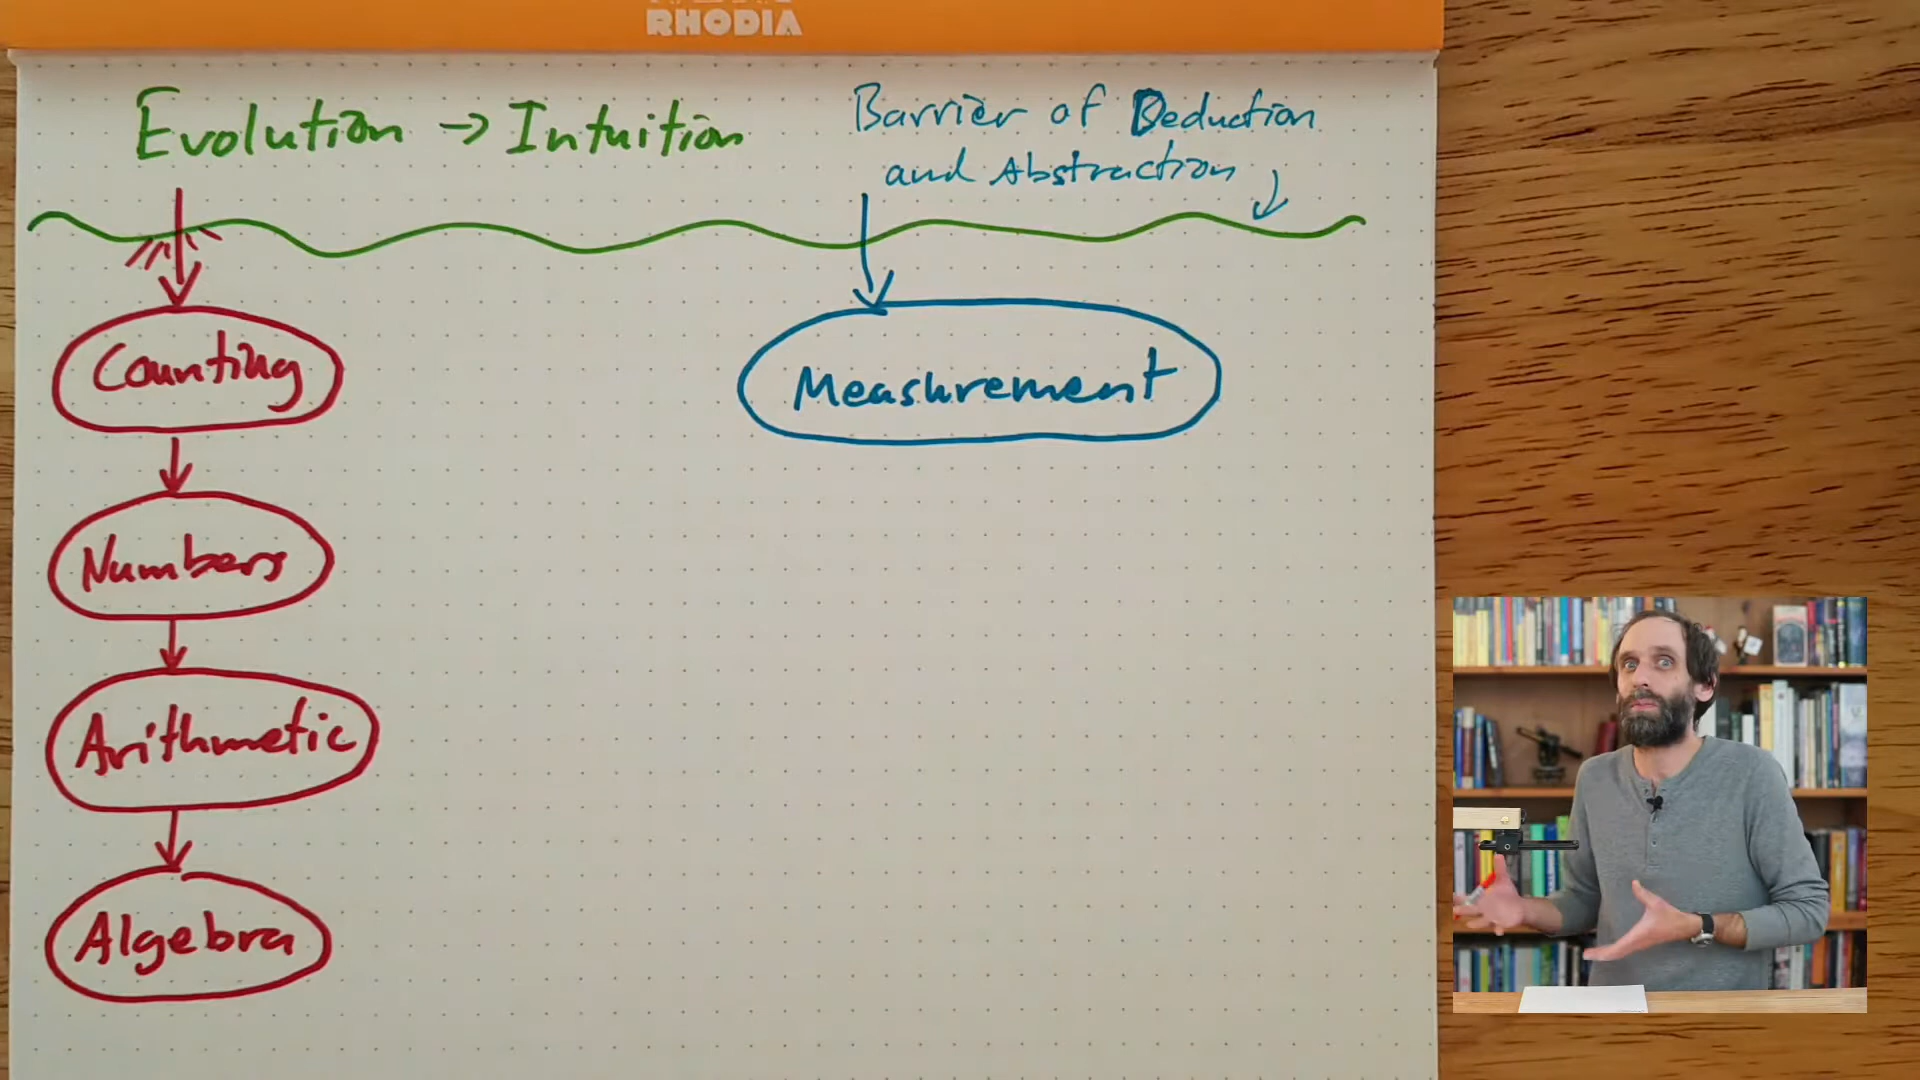 RHODIA
Evolution → Intuition
Barrier of Deduction
and Abstraction
Counting
Measurement
Numbers
Arithmetic
Algebra